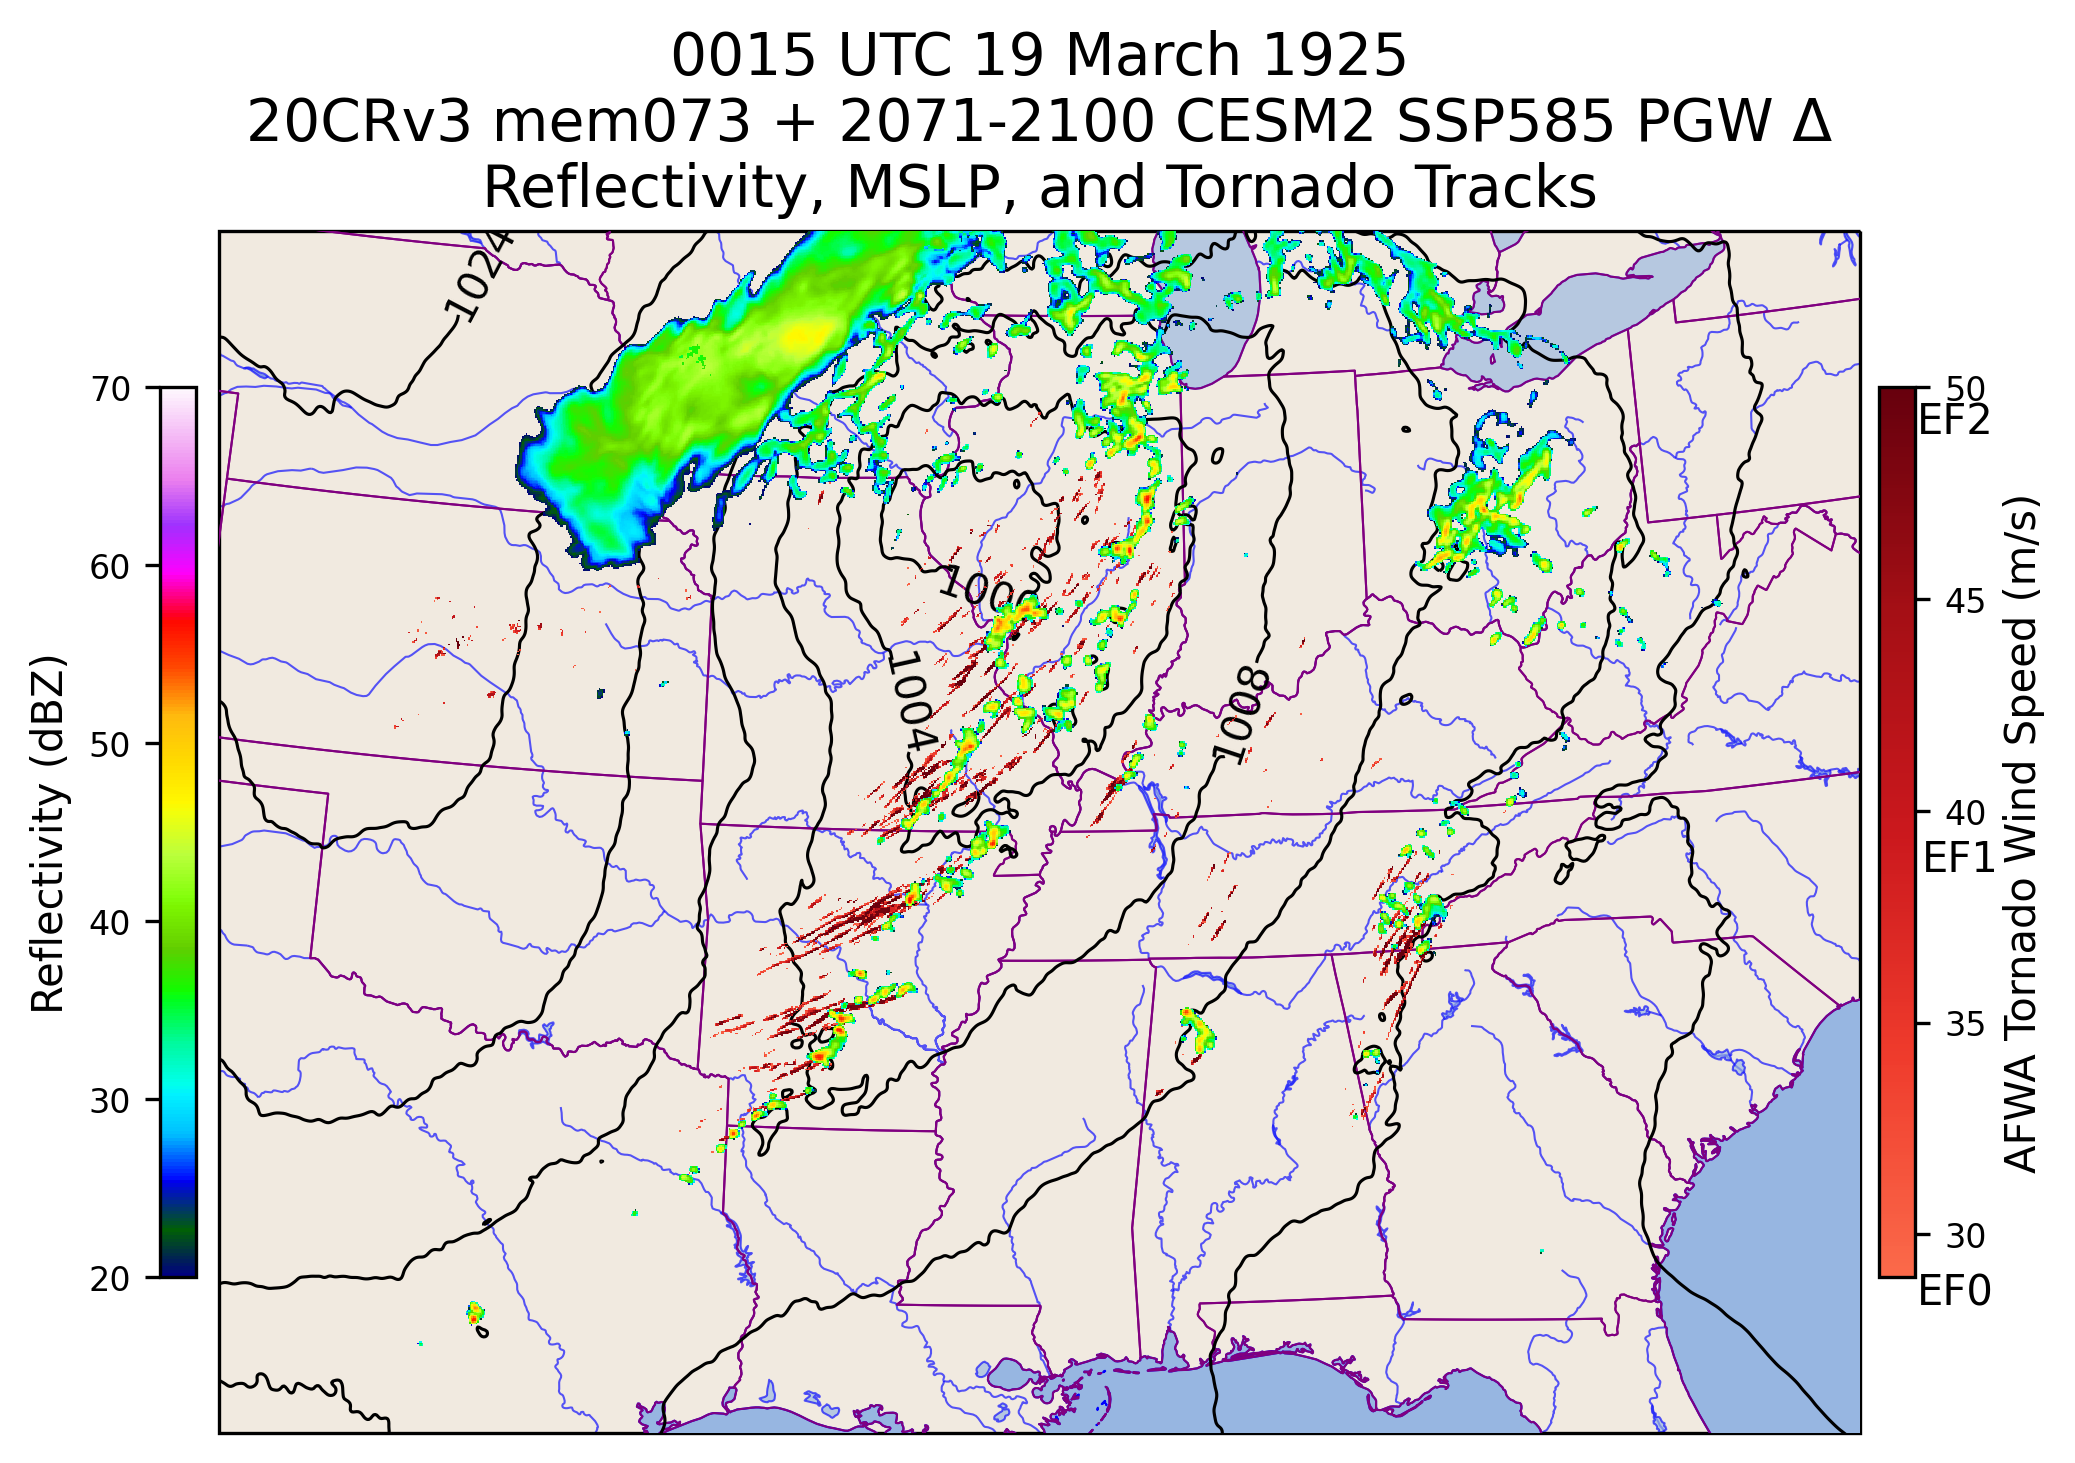 0015 UTC 19 March 1925
20CRv3 mem073 + 2071-2100 CESM2 SSP585 PGW Δ
Reflectivity, MSLP, and Tornado Tracks
1024
1004
1008
Reflectivity (dBZ)
70
60
50
40
30
20
50
EF2
45
40
EF1
35
30
EF0
AFWA Tornado Wind Speed (m/s)